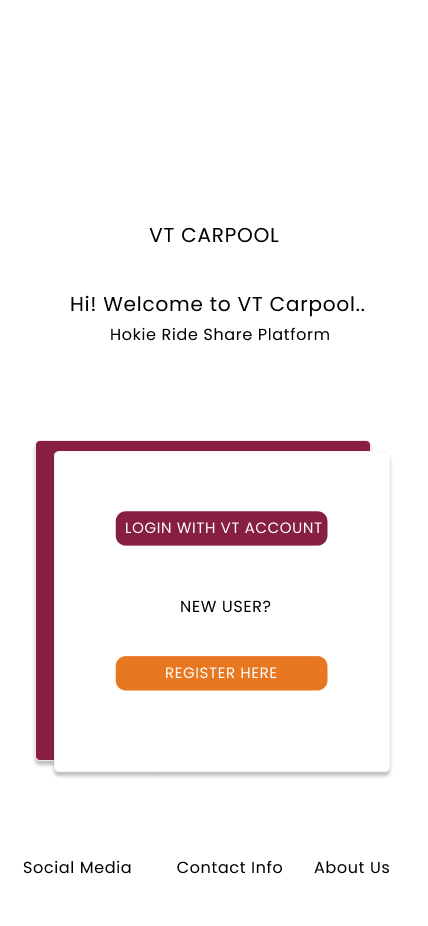 VT CARPOOL
Hi! Welcome to VT Carpool..
Hokie Ride Share Platform
LOGIN WITH VT ACCOUNT
NEW USER?
REGISTER HERE
Social Media Contact Info About Us